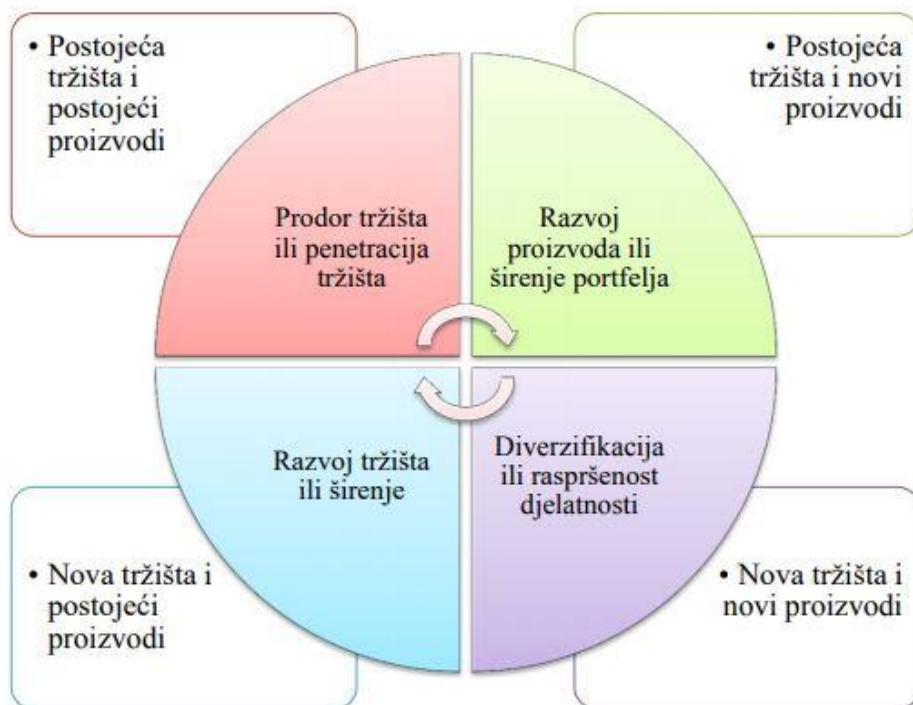 • Postojeća
tržišta i
postojeći
proizvodi
• Postojeća
tržišta i novi
proizvodi
Prodor tržišta
ili penetracija
tržišta
Razvoj
proizvoda ili
širenje portfelja
Razvoj tržišta
ili širenje
Diverzifikacija
ili raspršenost
djelatnosti
• Nova tržišta i
postojeći
proizvodi
• Nova tržišta i
novi proizvodi